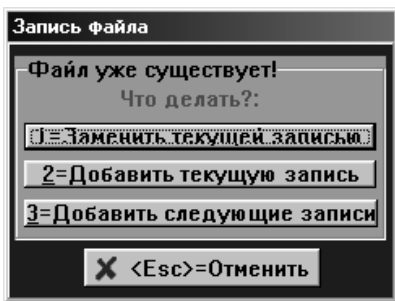 Запись файла
Файл уже существует!
Что делать?:
1=Заменить текущей записью
2=Добавить текущую запись
3=Добавить следующие записи
<Esc>=Отменить